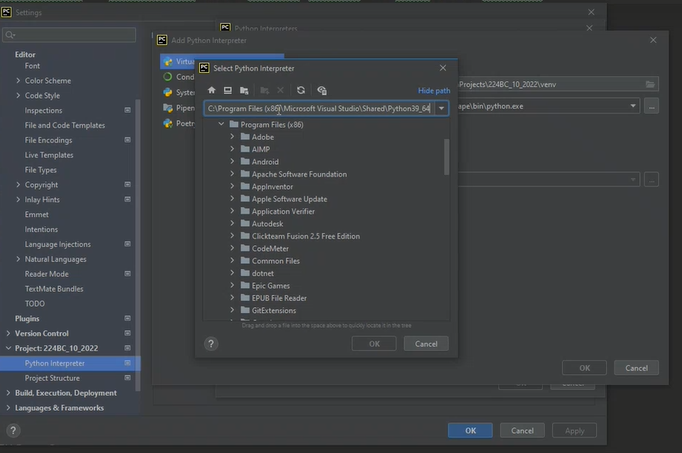 PC Settings
PC Python Interpreters
PC Add Python Interpreter
PC Select Python Interpreter
Editor
Font
Color Scheme
Code Style
Inspections
File and Code Templates
File Encodings
Live Templates
File Types
Copyright
Inlay Hints
Emmet
Intentions
Language Injections
Natural Languages
Reader Mode
TextMate Bundles
TODO
Plugins
Version Control
Project: 224BC_10_2022
Python Interpreter
Project Structure
Build, Execution, Deployment
Languages & Frameworks
?
Virtu
Cond
Syste
Pipen
Poetr
Hide path
C:\Program Files (x86)\Microsoft Visual Studio\Shared\Python39_64
Program Files (x86)
Adobe
AIMP
Android
Apache Software Foundation
AppInventor
Apple Software Update
Application Verifier
Autodesk
Clickteam Fusion 2.5 Free Edition
CodeMeter
Common Files
dotnet
Epic Games
EPUB File Reader
GitExtensions
Drag and drop a file into the space above to quickly locate it in the tree
?
OK
Cancel
Projects\224BC_10_2022\venv
ape\bin\python.exe
...
...
OK
Cancel
OK
Cancel
Apply